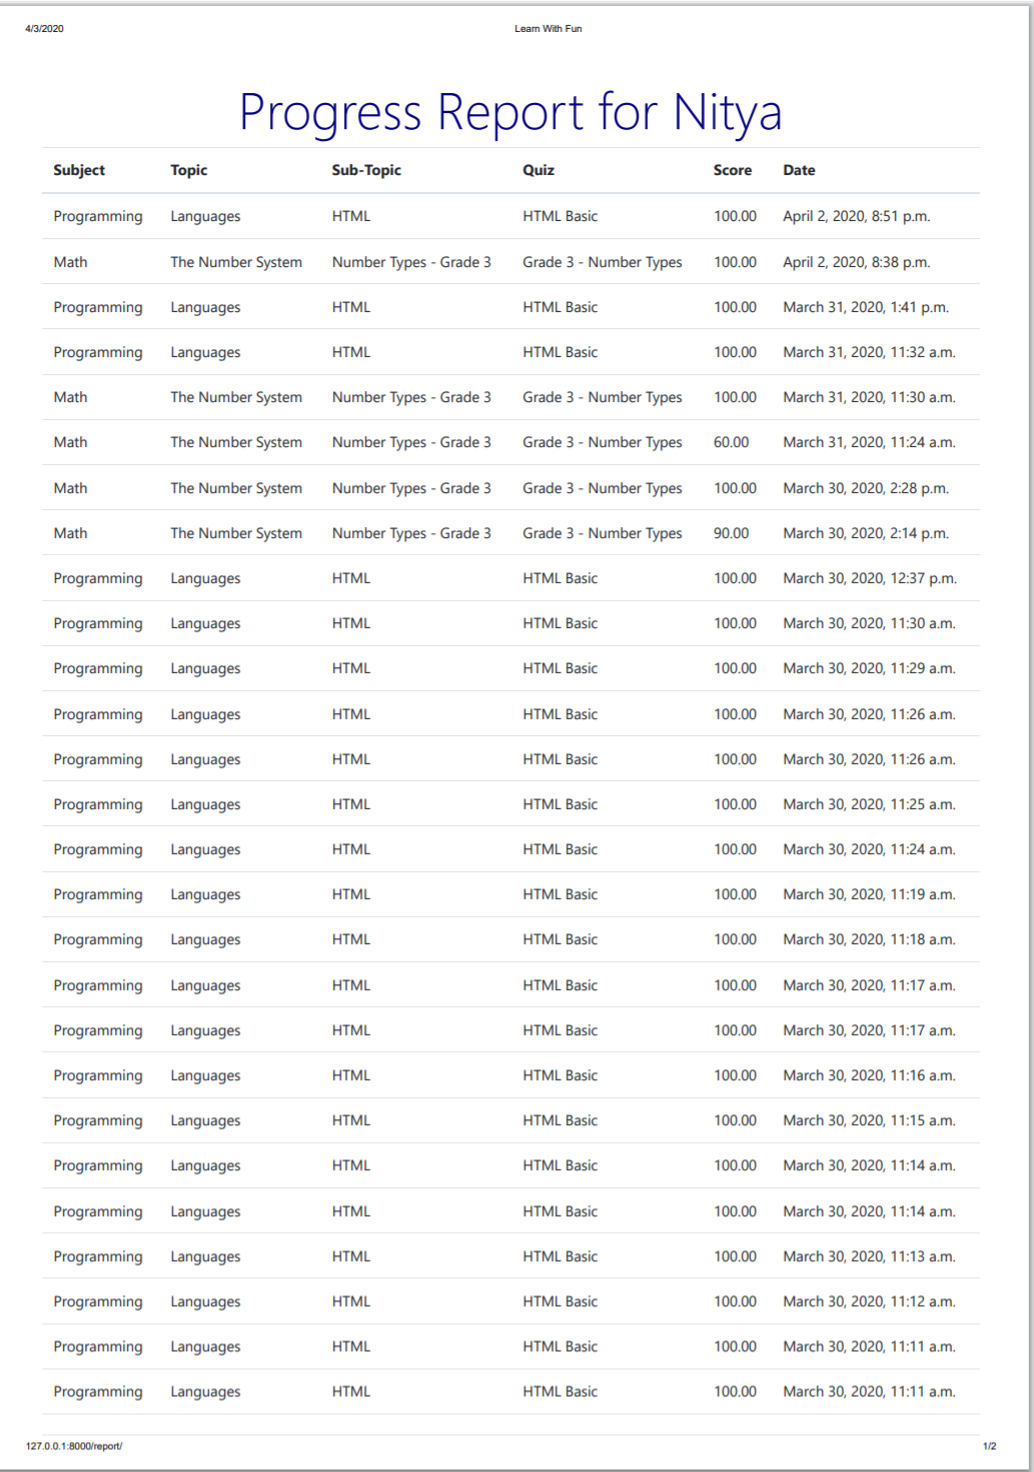 4/3/2020 Learn With Fun
Progress Report for Nitya
Subject Topic Sub-Topic Quiz Score Date
Programming Languages HTML HTML Basic 100.00 April 2, 2020, 8:51 p.m.
Math The Number System Number Types - Grade 3 Grade 3 - Number Types 100.00 April 2, 2020, 8:38 p.m.
Programming Languages HTML HTML Basic 100.00 March 31, 2020, 1:41 p.m.
Programming Languages HTML HTML Basic 100.00 March 31, 2020, 11:32 a.m.
Math The Number System Number Types - Grade 3 Grade 3 - Number Types 100.00 March 31, 2020, 11:30 a.m.
Math The Number System Number Types - Grade 3 Grade 3 - Number Types 60.00 March 31, 2020, 11:24 a.m.
Math The Number System Number Types - Grade 3 Grade 3 - Number Types 100.00 March 30, 2020, 2:28 p.m.
Math The Number System Number Types - Grade 3 Grade 3 - Number Types 90.00 March 30, 2020, 2:14 p.m.
Programming Languages HTML HTML Basic 100.00 March 30, 2020, 12:37 p.m.
Programming Languages HTML HTML Basic 100.00 March 30, 2020, 11:30 a.m.
Programming Languages HTML HTML Basic 100.00 March 30, 2020, 11:29 a.m.
Programming Languages HTML HTML Basic 100.00 March 30, 2020, 11:26 a.m.
Programming Languages HTML HTML Basic 100.00 March 30, 2020, 11:26 a.m.
Programming Languages HTML HTML Basic 100.00 March 30, 2020, 11:25 a.m.
Programming Languages HTML HTML Basic 100.00 March 30, 2020, 11:24 a.m.
Programming Languages HTML HTML Basic 100.00 March 30, 2020, 11:19 a.m.
Programming Languages HTML HTML Basic 100.00 March 30, 2020, 11:18 a.m.
Programming Languages HTML HTML Basic 100.00 March 30, 2020, 11:17 a.m.
Programming Languages HTML HTML Basic 100.00 March 30, 2020, 11:17 a.m.
Programming Languages HTML HTML Basic 100.00 March 30, 2020, 11:16 a.m.
Programming Languages HTML HTML Basic 100.00 March 30, 2020, 11:15 a.m.
Programming Languages HTML HTML Basic 100.00 March 30, 2020, 11:14 a.m.
Programming Languages HTML HTML Basic 100.00 March 30, 2020, 11:14 a.m.
Programming Languages HTML HTML Basic 100.00 March 30, 2020, 11:13 a.m.
Programming Languages HTML HTML Basic 100.00 March 30, 2020, 11:12 a.m.
Programming Languages HTML HTML Basic 100.00 March 30, 2020, 11:11 a.m.
Programming Languages HTML HTML Basic 100.00 March 30, 2020, 11:11 a.m.
127.0.0.1:8000/report/ 1/2